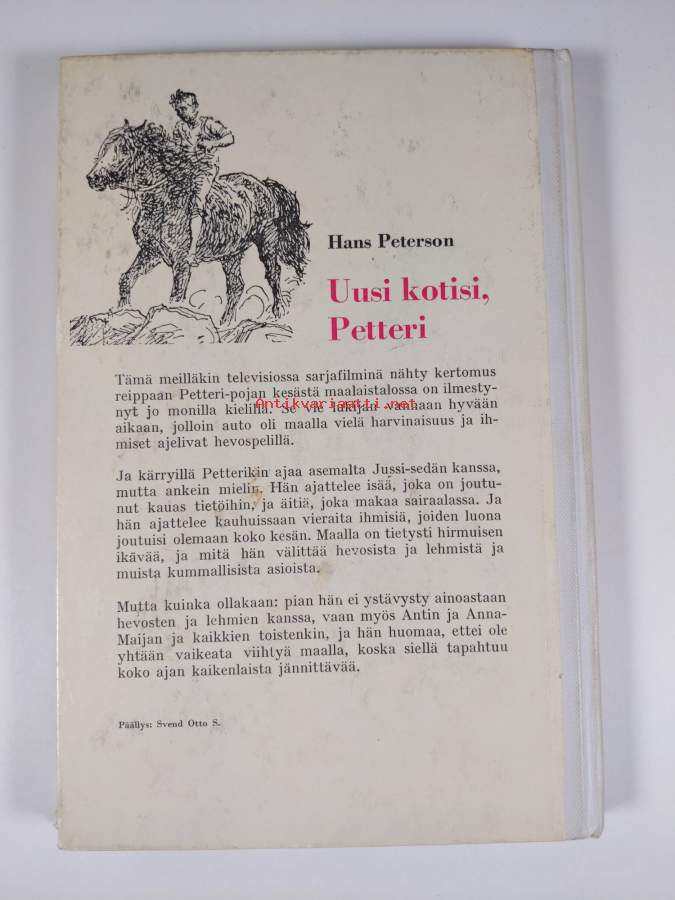 Hans Peterson
Uusi kotisi,
Petteri
Tämä meilläkin televisiossa sarjafilminä nähty kertomus
reippaan Petteri-pojan kesästä maalaistalossa on ilmesty-
nyt jo monilla kielillä. Se vie lukijan vanhaan hyvään
Antikvariaatti.net
aikaan, jolloin auto oli maalla vielä harvinaisuus ja ih-
miset ajelivat hevospelillä.
Ja kärryillä Petterikin ajaa asemalta Jussi-sedän kanssa,
mutta ankein mielin. Hän ajattelee isää, joka on joutu-
nut kauas tietöihin, ja äitiä, joka makaa sairaalassa. Ja
hän ajattelee kauhuissaan vieraita ihmisiä, joiden luona
joutuisi olemaan koko kesän. Maalla on tietysti hirmuisen
ikävää, ja mitä hän välittää hevosista ja lehmistä ja
muista kummallisista asioista.
Mutta kuinka ollakaan: pian hän ei ystävysty ainoastaan
hevosten ja lehmien kanssa, vaan myös Antin ja Anna-
Maijan ja kaikkien toistenkin, ja hän huomaa, ettei ole
yhtään vaikeata viihtyä maalla, koska siellä tapahtuu
koko ajan kaikenlaista jännittävää.
Päällys: Svend Otto S.